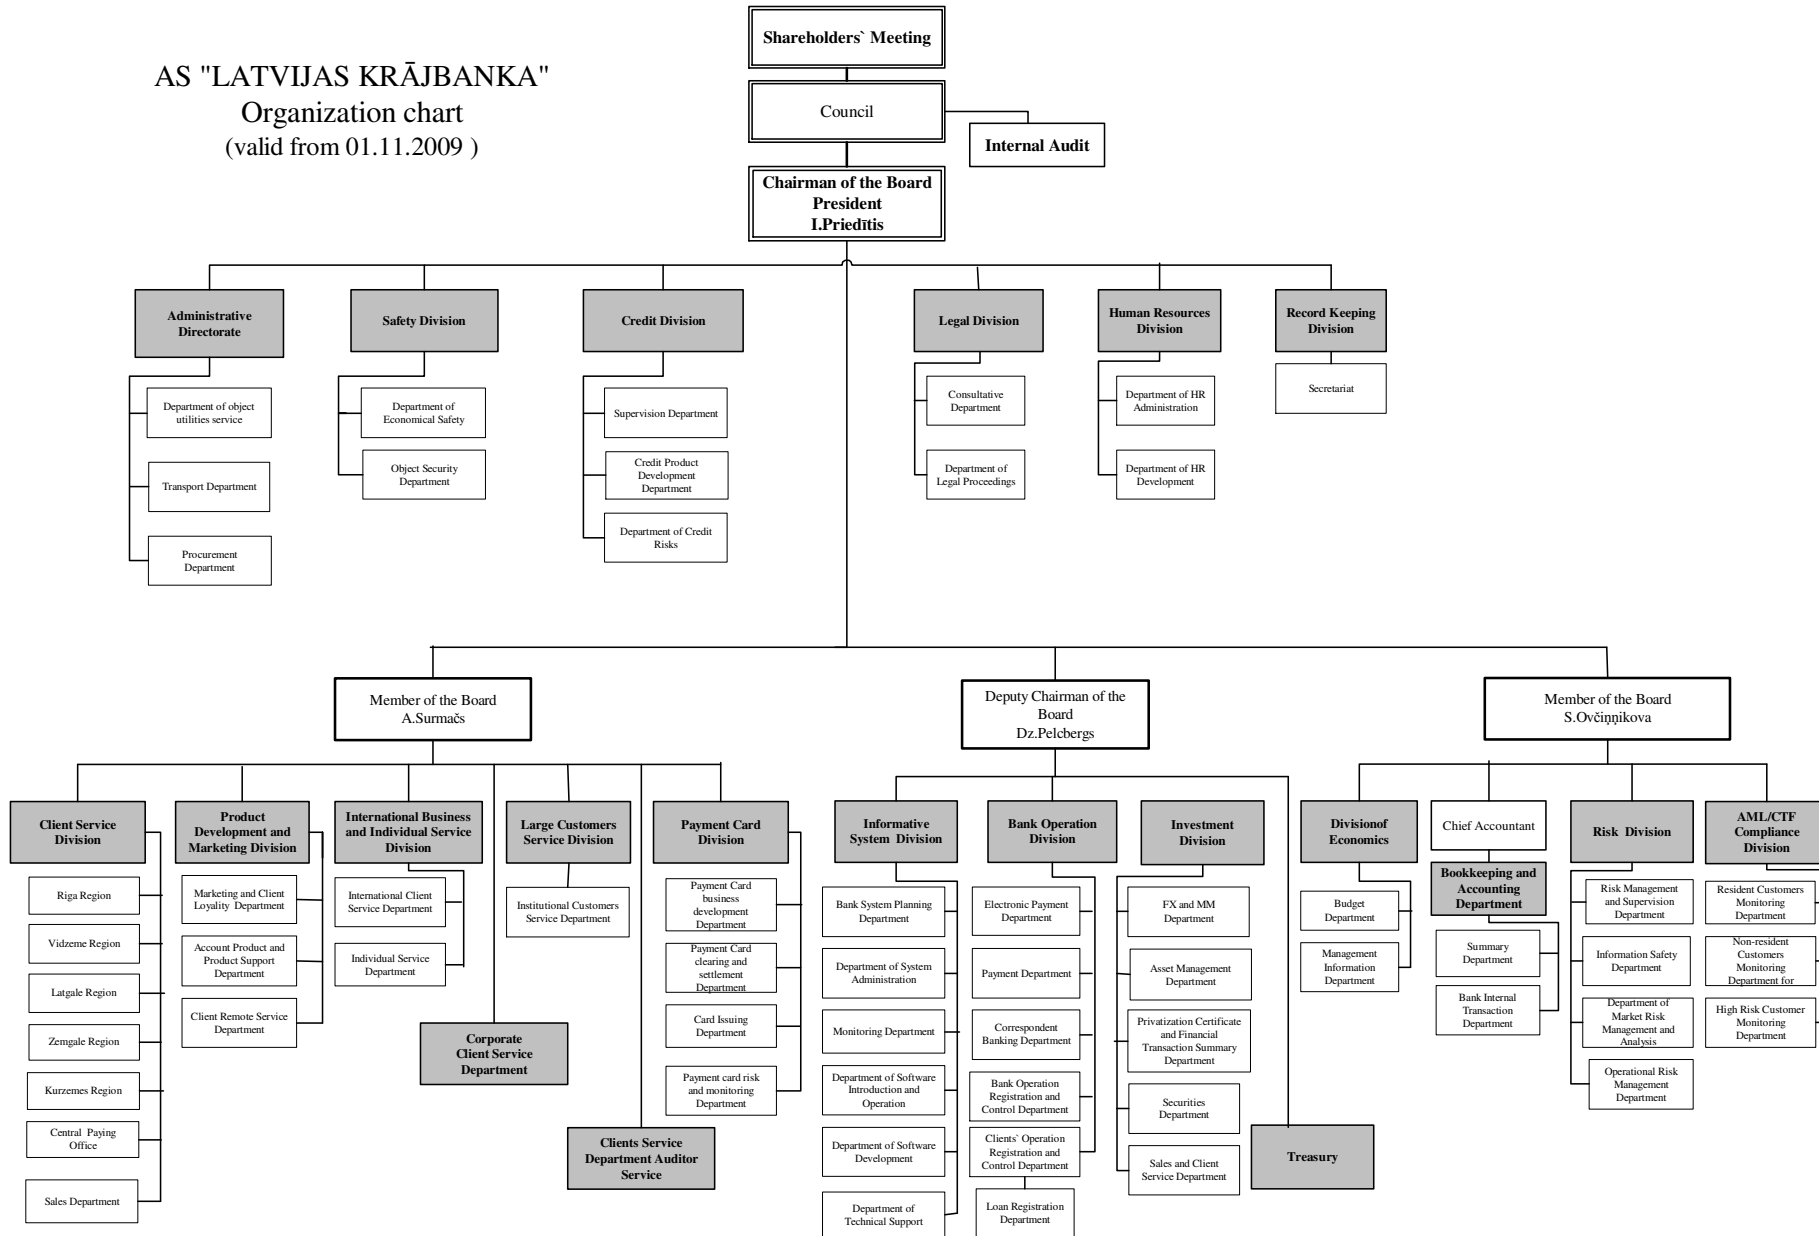 AS "LATVIJAS KRĀJBANKA"
Organization chart
(valid from 01.11.2009 )
Shareholders` Meeting
Council
Internal Audit
Chairman of the Board
President
I.Priedītis
Administrative
Directorate
Safety Division
Credit Division
Legal Division
Human Resources
Division
Record Keeping
Division
Department of object
utilities service
Transport Department
Procurement
Department
Department of
Economical Safety
Object Security
Department
Supervision Department
Credit Product
Development
Department
Department of Credit
Risks
Consultative
Department
Department of
Legal Proceedings
Department of HR
Administration
Department of HR
Development
Secretariat
Member of the Board
A.Surmačs
Deputy Chairman of the
Board
Dz.Pelcbergs
Member of the Board
S.Ovčiņņikova
Client Service
Division
Riga Region
Vidzeme Region
Latgale Region
Zemgale Region
Kurzemes Region
Central Paying
Office
Sales Department
Product
Development and
Marketing Division
Marketing and Client
Loyality Department
Account Product and
Product Support
Department
Client Remote Service
Department
International Business
and Individual Service
Division
International Client
Service Department
Individual Service
Department
Corporate
Client Service
Department
Large Customers
Service Division
Institutional Customers
Service Department
Clients Service
Department Auditor
Service
Payment Card
Division
Payment Card
business
development
Department
Payment Card
clearing and
settlement
Department
Card Issuing
Department
Payment card risk
and monitoring
Department
Informative
System Division
Bank System Planning
Department
Department of System
Administration
Monitoring Department
Department of Software
Introduction and
Operation
Department of Software
Development
Department of
Technical Support
Bank Operation
Division
Electronic Payment
Department
Payment Department
Correspondent
Banking Department
Bank Operation
Registration and
Control Department
Clients` Operation
Registration and
Control Department
Loan Registration
Department
Investment
Division
FX and MM
Department
Asset Management
Department
Privatization Certificate
and Financial
Transaction Summary
Department
Securities
Department
Sales and Client
Service Department
Treasury
Divisionof
Economics
Budget
Department
Management
Information
Department
Chief Accountant
Bookkeeping and
Accounting
Department
Summary
Department
Bank Internal
Transaction
Department
Risk Division
Risk Management
and Supervision
Department
Information Safety
Department
Department of
Market Risk
Management and
Analysis
Operational Risk
Management
Department
AML/CTF
Compliance
Division
Resident Customers
Monitoring
Department
Non-resident
Customers
Monitoring
Department for
High Risk Customer
Monitoring
Department